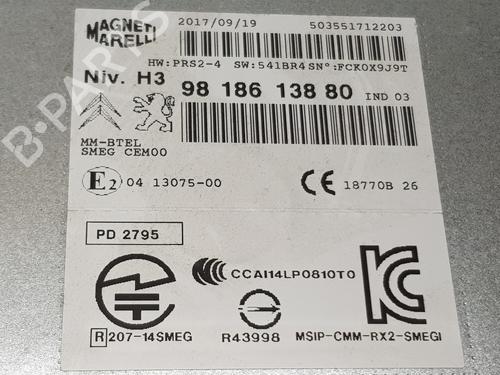 MAGNETI MARELLI
2017/09/19 503551712203
HW:PRS2-4 SW:541BR4 SN°:FCKOX9J9T
Niv. H3
98 186 138 80 IND 03
MM-BTEL
SMEG CEM00
E2 04 13075-00 CE 18770B 26
PD 2795
CCAI14LP0810T0
R 207-14SMEG R43998 MSIP-CMM-RX2-SMEGI
B-PARTS